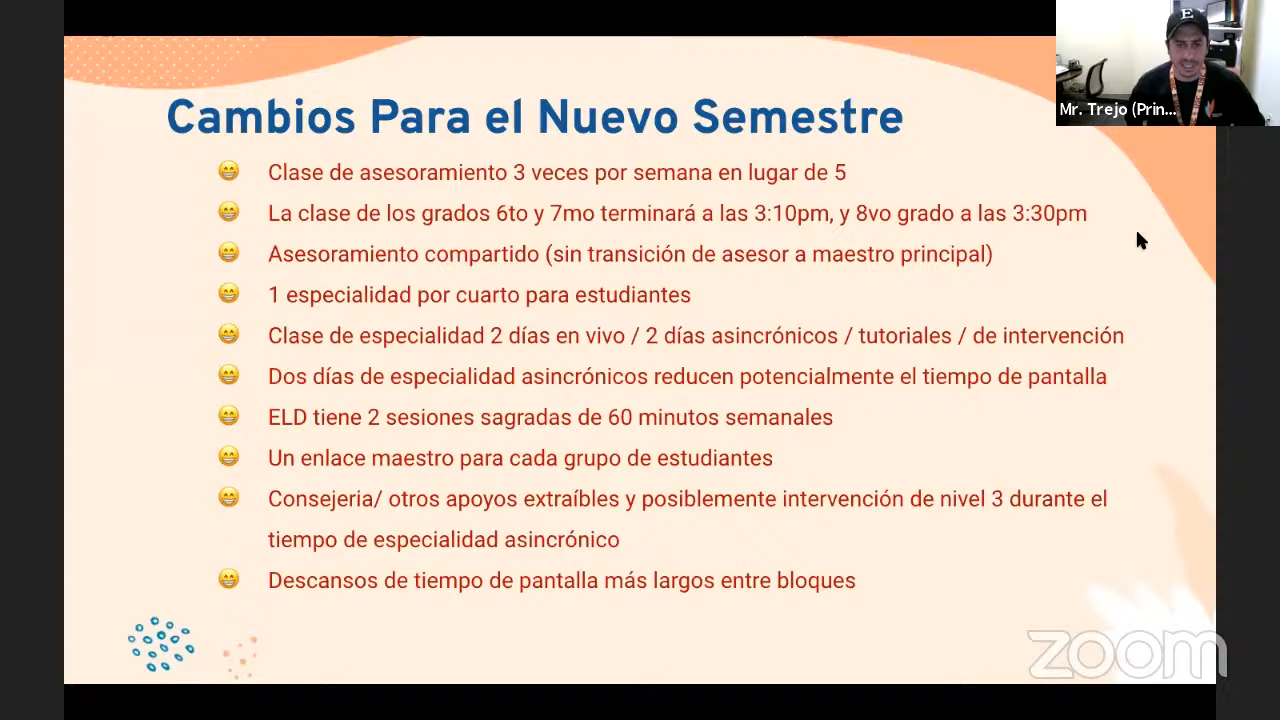 Cambios Para el Nuevo Semestre
Clase de asesoramiento 3 veces por semana en lugar de 5
La clase de los grados 6to y 7mo terminará a las 3:10pm, y 8vo grado a las 3:30pm
Asesoramiento compartido (sin transición de asesor a maestro principal)
1 especialidad por cuarto para estudiantes
Clase de especialidad 2 días en vivo / 2 días asincrónicos / tutoriales / de intervención
Dos días de especialidad asincrónicos reducen potencialmente el tiempo de pantalla
ELD tiene 2 sesiones sagradas de 60 minutos semanales
Un enlace maestro para cada grupo de estudiantes
Consejeria/ otros apoyos extraíbles y posiblemente intervención de nivel 3 durante el
tiempo de especialidad asincrónico
Descansos de tiempo de pantalla más largos entre bloques
E
Mr. Trejo (Prin...
zoom